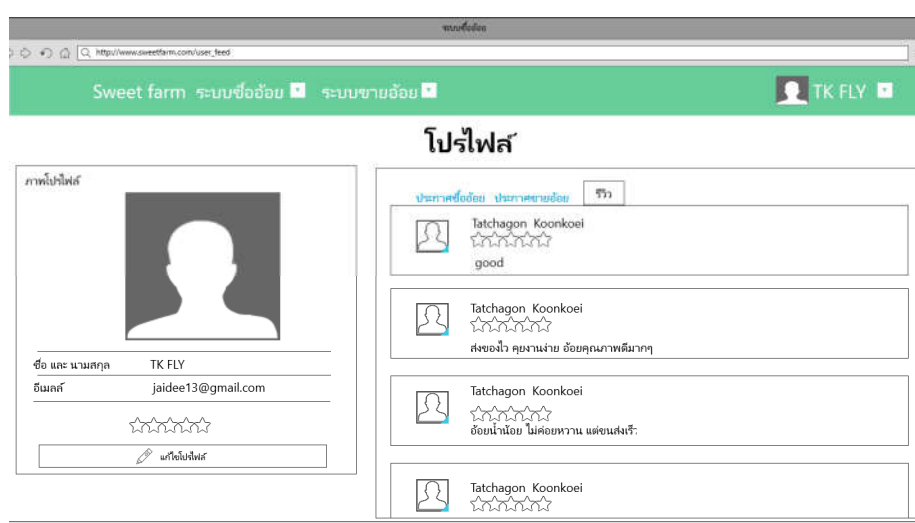 ระบบซื้ออ้อย
http://www.sweetfarm.com/user_feed
Sweet farm ระบบซื้ออ้อย ระบบขายอ้อย TK FLY
โปรไฟล์
ภาพโปรไฟล์
ชื่อ และ นามสกุล TK FLY
อีเมลล์ jaidee13@gmail.com
แก้ไขโปรไฟล์
ประกาศซื้ออ้อย ประกาศขายอ้อย รีวิว
Tatchagon Koonkoei
good
Tatchagon Koonkoei
ส่งของไว คุยงานง่าย อ้อยคุณภาพดีมากๆ
Tatchagon Koonkoei
อ้อยน้ำน้อย ไม่ค่อยหวาน แต่ขนส่ง
Tatchagon Koonkoei